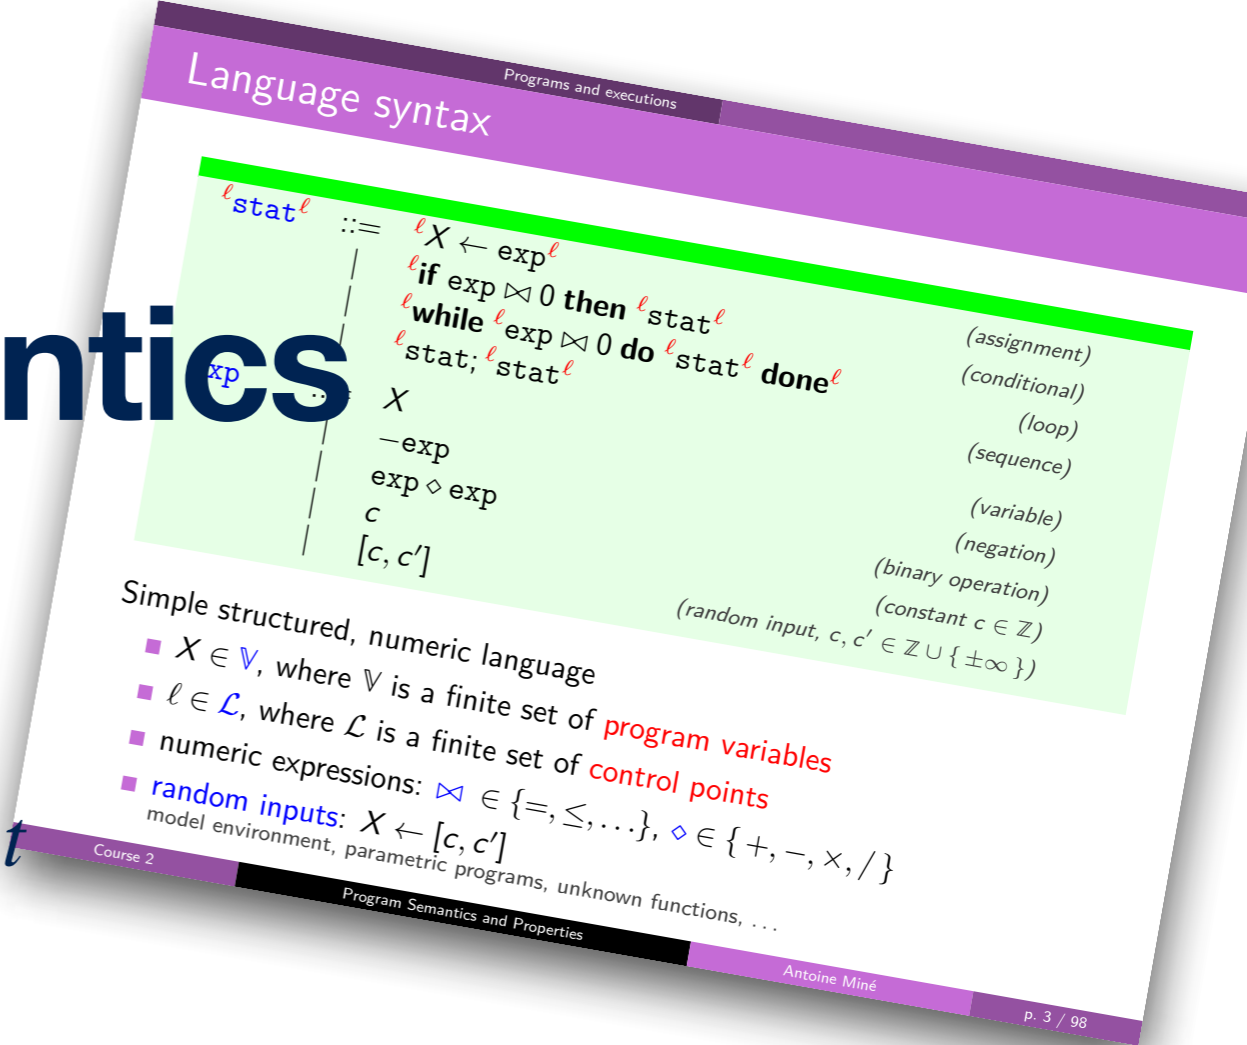 Programs and executions
Language syntax
ℓstatℓ ::= ℓX ← expℓ (assignment)
| ℓif exp ⋈ 0 then ℓstatℓ (conditional)
| ℓwhile ℓexp ⋈ 0 do ℓstatℓ doneℓ (loop)
| ℓstat; ℓstatℓ (sequence)
ntics
xp X (variable)
| −exp (negation)
| exp ⋄ exp (binary operation)
| c (constant c ∈ ℤ)
| [c, c′] (random input, c, c′ ∈ ℤ ∪ { ±∞ })
Simple structured, numeric language
X ∈ 𝕍, where 𝕍 is a finite set of program variables
ℓ ∈ ℒ, where ℒ is a finite set of control points
numeric expressions: ⋈ ∈ {=, ≤, ...}, ⋄ ∈ { +, −, ×, / }
random inputs: X ← [c, c′]
model environment, parametric programs, unknown functions, ...
t
Course 2
Program Semantics and Properties
Antoine Miné
p. 3 / 98